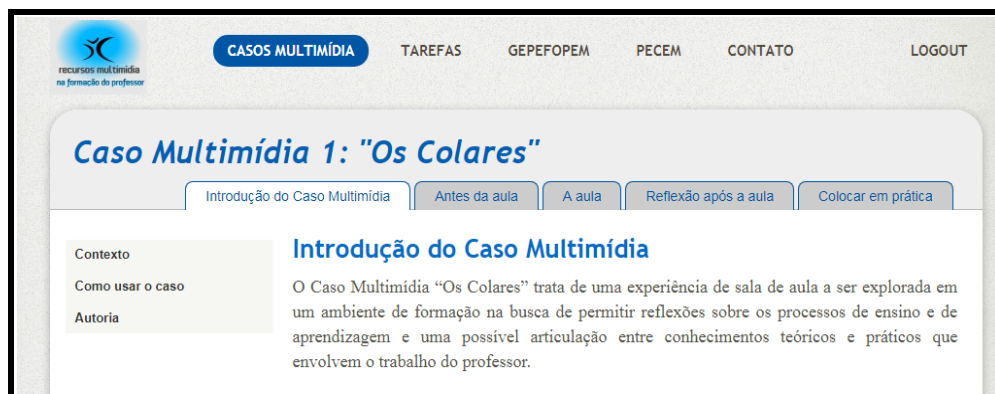 recursos multimídia
na formação do professor
CASOS MULTIMÍDIA TAREFAS GEPEFOPEM PECEM CONTATO LOGOUT
Caso Multimídia 1: "Os Colares"
Introdução do Caso Multimídia Antes da aula A aula Reflexão após a aula Colocar em prática
Contexto
Como usar o caso
Autoria
Introdução do Caso Multimídia
O Caso Multimídia “Os Colares” trata de uma experiência de sala de aula a ser explorada em
um ambiente de formação na busca de permitir reflexões sobre os processos de ensino e de
aprendizagem e uma possível articulação entre conhecimentos teóricos e práticos que
envolvem o trabalho do professor.